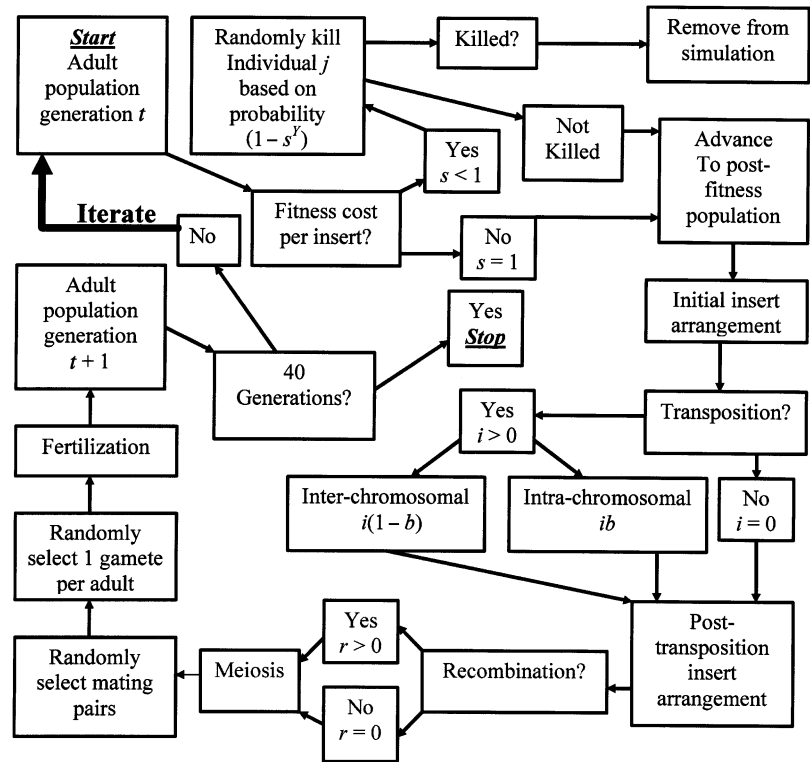 Start
Adult
population
generation t
Randomly kill
Individual j
based on
probability
(1 – s^Y)
Killed?
Remove from
simulation
Not
Killed
Yes
s < 1
Advance
To post-
fitness
population
Iterate
No
Fitness cost
per insert?
No
s = 1
Adult
population
generation
t + 1
Yes
Stop
Initial insert
arrangement
40
Generations?
Yes
i > 0
Transposition?
Fertilization
Inter-chromosomal
i(1 – b)
Intra-chromosomal
ib
No
i = 0
Randomly
select 1 gamete
per adult
Yes
r > 0
Post-
transposition
insert
arrangement
Randomly
select mating
pairs
Meiosis
Recombination?
No
r = 0